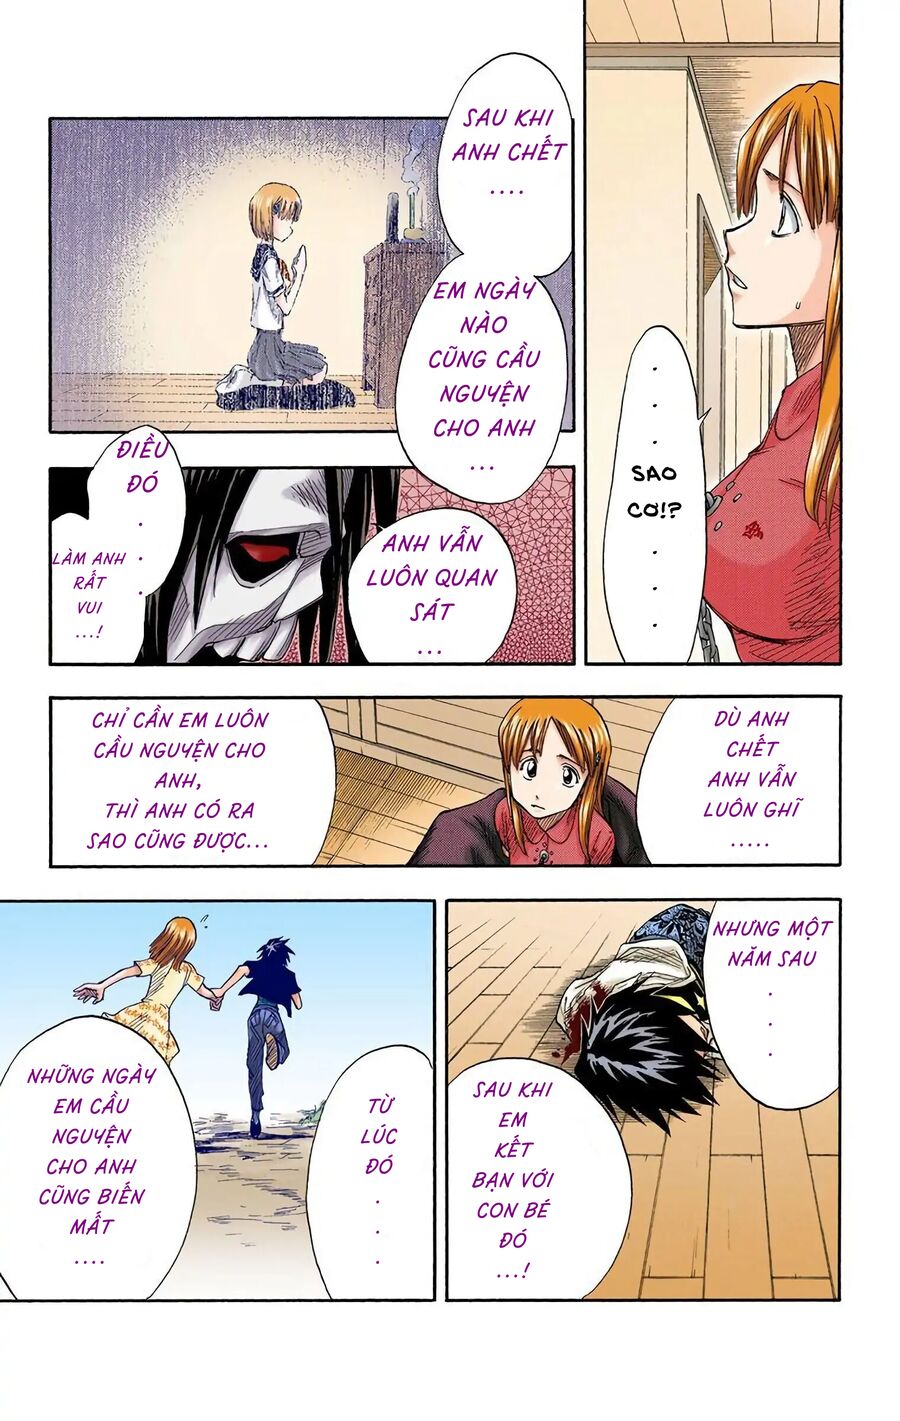 . . . .
SAO
CƠ!?
. . . .
SAU KHI
ANH CHẾT
....
EM NGÀY
NÀO
CŨNG CẦU
NGUYỆN
CHO ANH
...
ANH VẪN
LUÔN QUAN
SÁT
...
ĐIỀU
ĐÓ
. . .
LÀM ANH
RẤT
VUI
...!
DÙ ANH
CHẾT
ANH VẪN
LUÔN GHĨ
.....
CHỈ CẦN EM LUÔN
CẦU NGUYỆN CHO
ANH,
THÌ ANH CÓ RA
SAO CŨNG ĐƯỢC...
NHƯNG MỘT
NĂM SAU
. . .
SAU KHI
EM
KẾT
BẠN VỚI
CON BÉ
ĐÓ
...!
TỪ
LÚC
ĐÓ
. . .
NHỮNG NGÀY
EM CẦU
NGUYỆN
CHO ANH
CŨNG BIẾN
MẤT
....